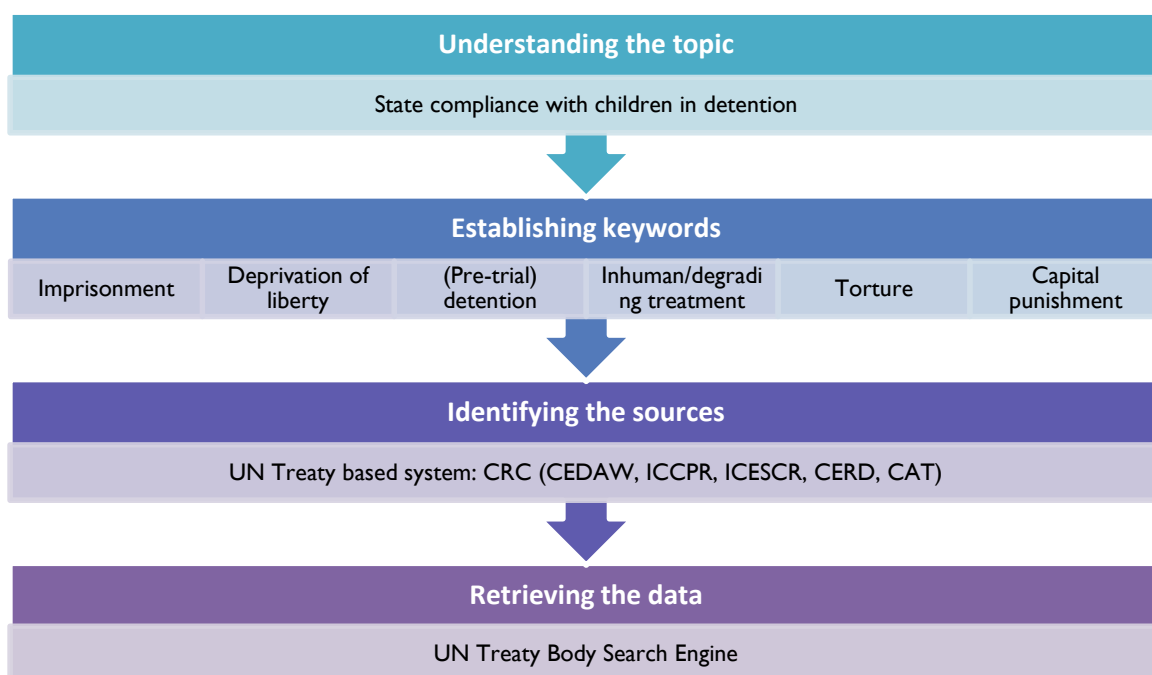 Understanding the topic
State compliance with children in detention
Establishing keywords
Imprisonment
Deprivation of
liberty
(Pre-trial)
detention
Inhuman/degradi
ng treatment
Torture
Capital
punishment
Identifying the sources
UN Treaty based system: CRC (CEDAW, ICCPR, ICESCR, CERD, CAT)
Retrieving the data
UN Treaty Body Search Engine